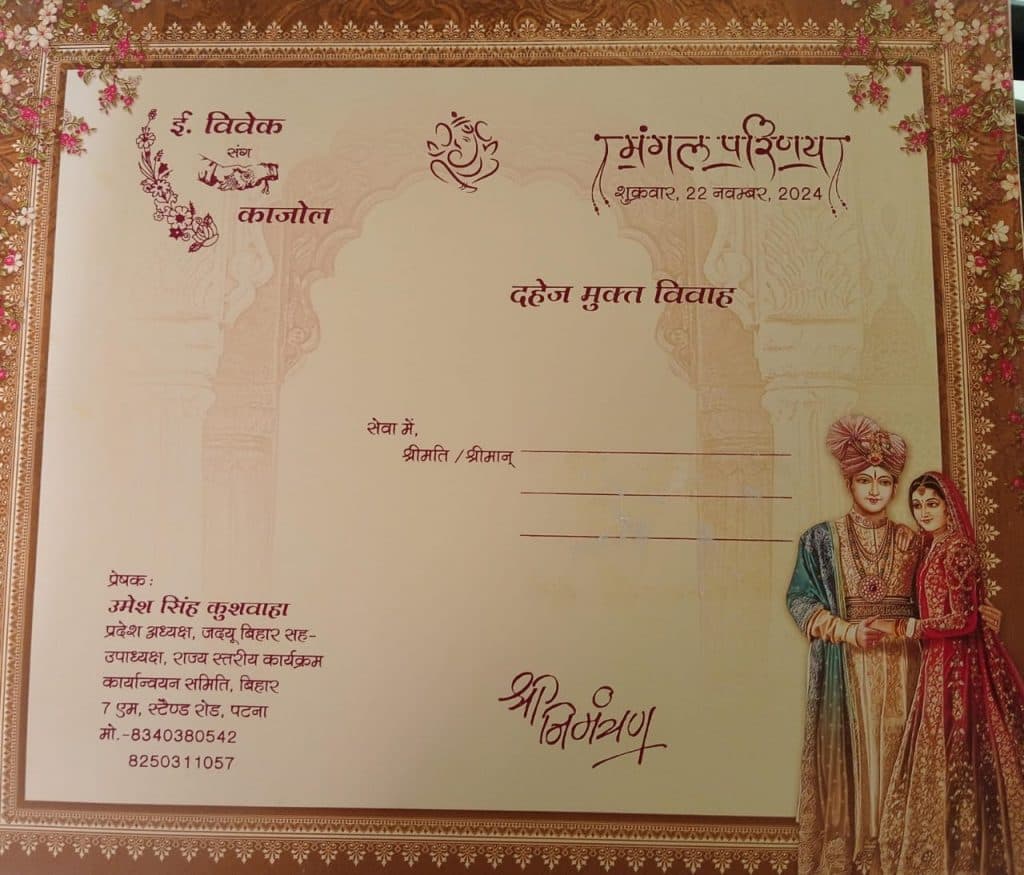 ई. विवेक
संग
काजोल
मंगल परिणय
शुक्रवार, 22 नवम्बर, 2024
दहेज मुक्त विवाह
सेवा में,
श्रीमति /श्रीमान्
प्रेषक :
उमेश सिंह कुशवाहा
प्रदेश अध्यक्ष, जदयू बिहार सह-
उपाध्यक्ष, राज्य स्तरीय कार्यक्रम
कार्यान्वयन समिति, बिहार
7 एम, स्टैण्ड रोड, पटना
मो.-8340380542
8250311057
श्री
निमंत्रण